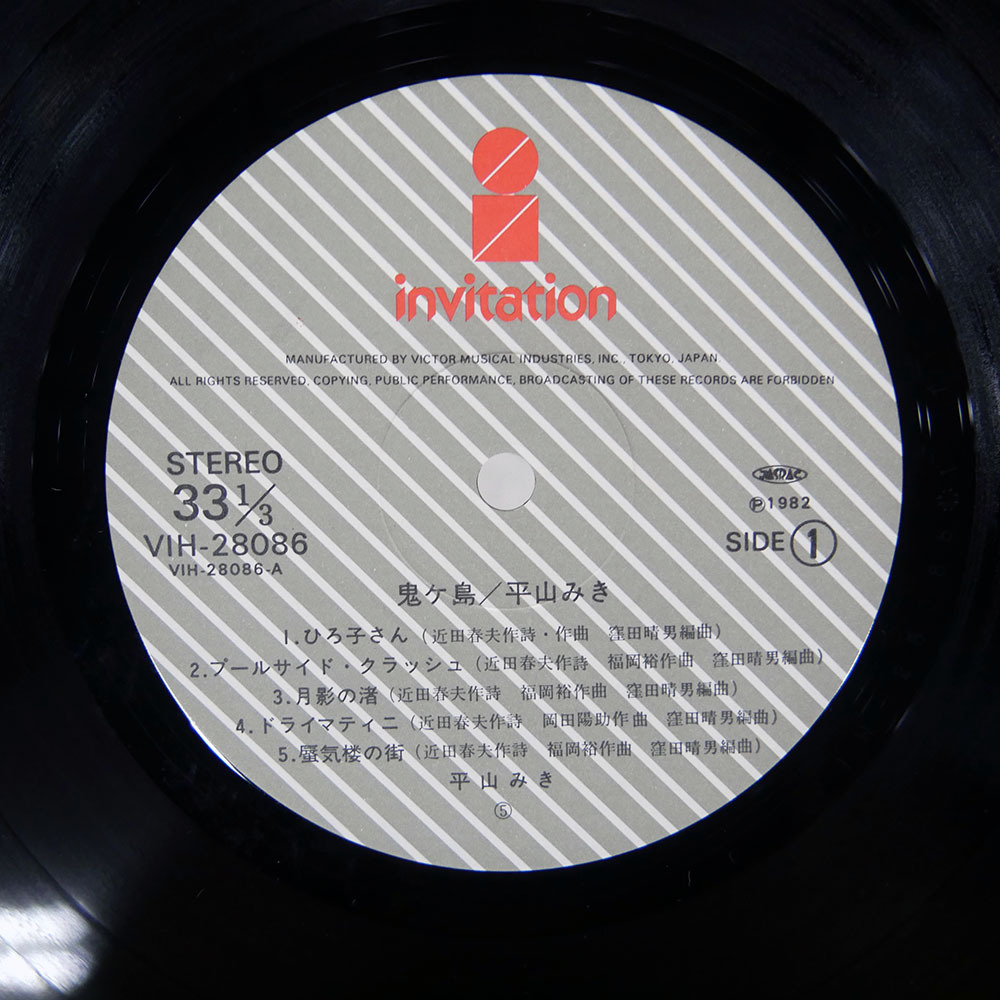 invitation
MANUFACTURED BY VICTOR MUSICAL INDUSTRIES, INC., TOKYO, JAPAN.
ALL RIGHTS RESERVED. COPYING, PUBLIC PERFORMANCE, BROADCASTING OF THESE RECORDS ARE FORBIDDEN
STEREO
33⅓
VIH-28086
VIH-28086-A
JASRAC
Ⓟ1982
SIDE ①
鬼ケ島／平山みき
1.ひろ子さん（近田春夫作詩・作曲 窪田晴男編曲）
2.プールサイド・クラッシュ（近田春夫作詩 福岡裕作曲 窪田晴男編曲）
3.月影の渚（近田春夫作詩 福岡裕作曲 窪田晴男編曲）
4.ドライマティニ（近田春夫作詩 岡田陽助作曲 窪田晴男編曲）
5.蜃気楼の街（近田春夫作詩 福岡裕作曲 窪田晴男編曲）
平山みき
⑤